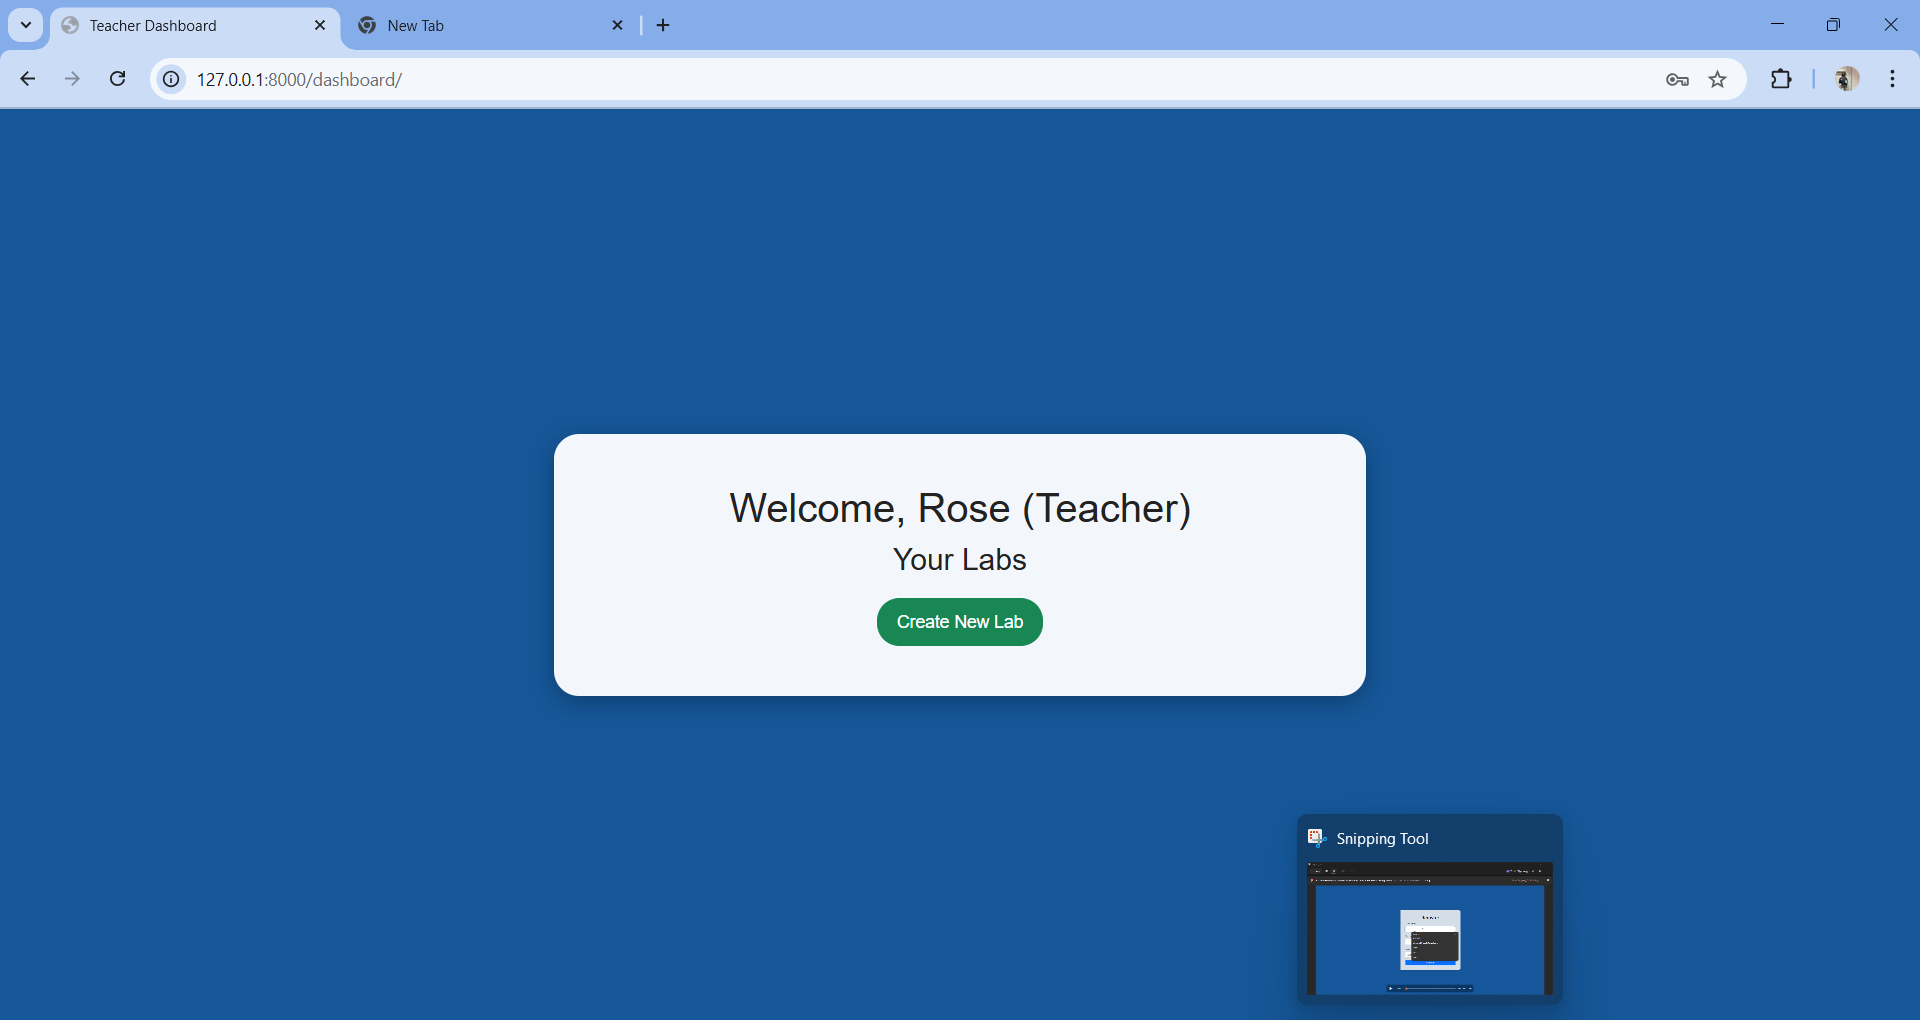 Teacher Dashboard
New Tab
127.0.0.1:8000/dashboard/
Welcome, Rose (Teacher)
Your Labs
Create New Lab
Snipping Tool